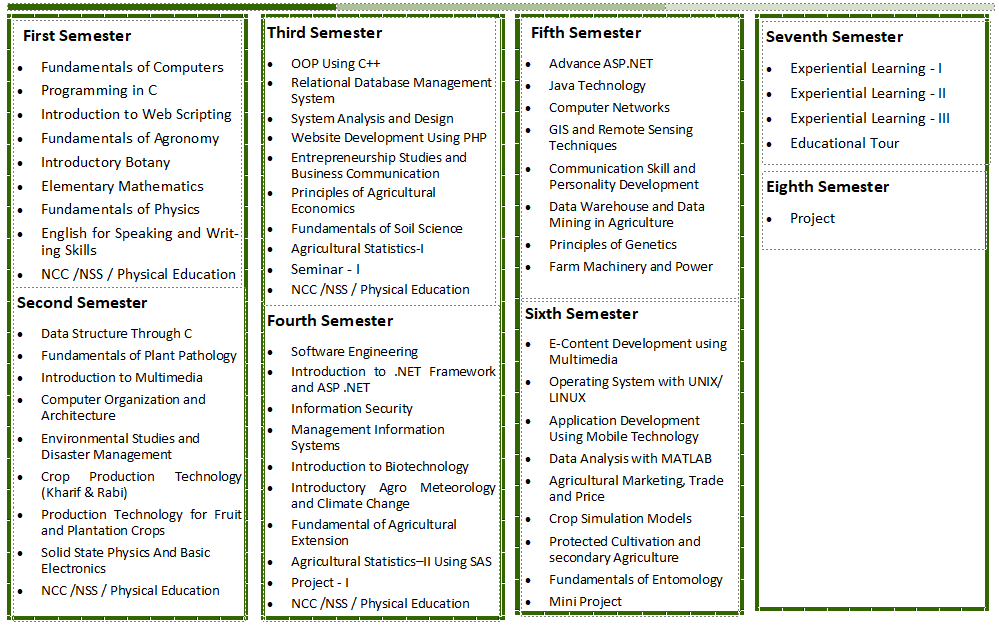 First Semester
• Fundamentals of Computers
• Programming in C
• Introduction to Web Scripting
• Fundamentals of Agronomy
• Introductory Botany
• Elementary Mathematics
• Fundamentals of Physics
• English for Speaking and Writ-
ing Skills
• NCC /NSS / Physical Education
Second Semester
• Data Structure Through C
• Fundamentals of Plant Pathology
• Introduction to Multimedia
• Computer Organization and
Architecture
• Environmental Studies and
Disaster Management
• Crop Production Technology
(Kharif & Rabi)
• Production Technology for Fruit
and Plantation Crops
• Solid State Physics And Basic
Electronics
• NCC /NSS / Physical Education
Third Semester
• OOP Using C++
• Relational Database Management
System
• System Analysis and Design
• Website Development Using PHP
• Entrepreneurship Studies and
Business Communication
• Principles of Agricultural
Economics
• Fundamentals of Soil Science
• Agricultural Statistics-I
• Seminar - I
• NCC /NSS / Physical Education
Fourth Semester
• Software Engineering
• Introduction to .NET Framework
and ASP .NET
• Information Security
• Management Information
Systems
• Introduction to Biotechnology
• Introductory Agro Meteorology
and Climate Change
• Fundamental of Agricultural
Extension
• Agricultural Statistics–II Using SAS
• Project - I
• NCC /NSS / Physical Education
Fifth Semester
• Advance ASP.NET
• Java Technology
• Computer Networks
• GIS and Remote Sensing
Techniques
• Communication Skill and
Personality Development
• Data Warehouse and Data
Mining in Agriculture
• Principles of Genetics
• Farm Machinery and Power
Sixth Semester
• E-Content Development using
Multimedia
• Operating System with UNIX/
LINUX
• Application Development
Using Mobile Technology
• Data Analysis with MATLAB
• Agricultural Marketing, Trade
and Price
• Crop Simulation Models
• Protected Cultivation and
secondary Agriculture
• Fundamentals of Entomology
• Mini Project
Seventh Semester
• Experiential Learning - I
• Experiential Learning - II
• Experiential Learning - III
• Educational Tour
Eighth Semester
• Project